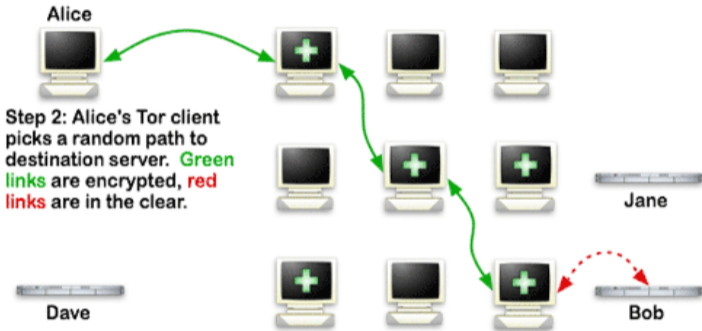 Alice
Step 2: Alice's Tor client
picks a random path to
destination server. Green
links are encrypted, red
links are in the clear.
Jane
Dave
Bob